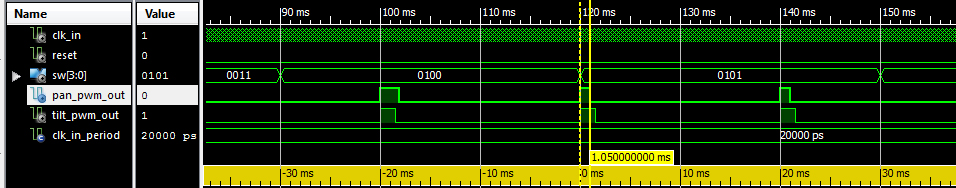 Name Value 90 ms 100 ms 110 ms 120 ms 130 ms 140 ms 150 ms
clk_in 1
reset 0
sw[3:0] 0101 0011 0100 0101
pan_pwm_out 0
tilt_pwm_out 1
clk_in_period 20000 ps 20000 ps
1.050000000 ms
-30 ms -20 ms -10 ms 0 ms 10 ms 20 ms 30 ms